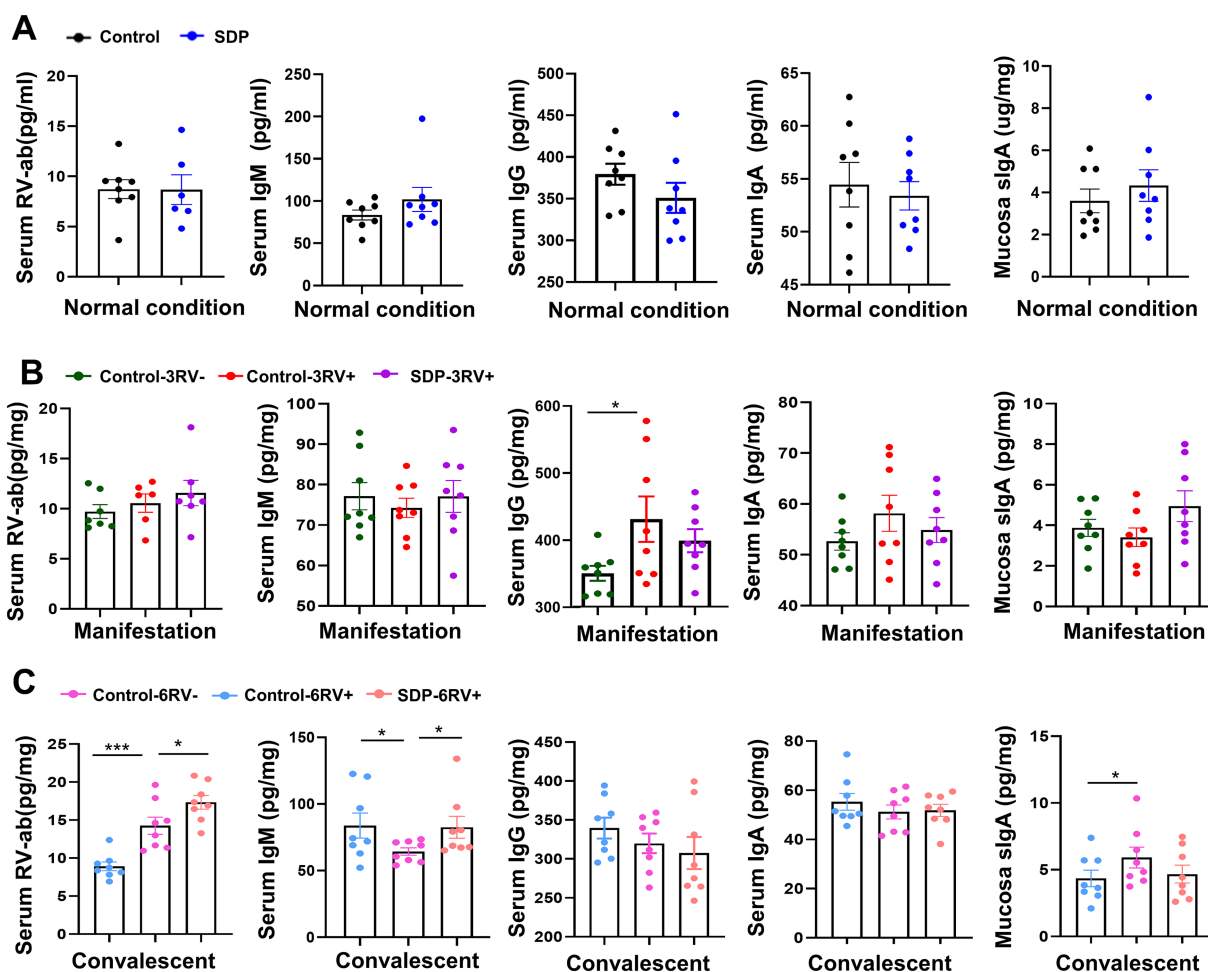 A
Control SDP
Serum RV-ab(pg/ml)
20
15
10
5
0
Normal condition
Serum IgM (pg/ml)
250
200
150
100
50
0
Normal condition
Serum IgG (pg/ml)
500
450
400
350
300
250
Normal condition
Serum IgA (pg/ml)
65
60
55
50
45
Normal condition
Mucosa sIgA (ug/mg)
10
8
6
4
2
0
Normal condition
B
Control-3RV- Control-3RV+ SDP-3RV+
Serum RV-ab(pg/mg)
20
15
10
5
0
Manifestation
Serum IgM (pg/mg)
100
90
80
70
60
50
Manifestation
Serum IgG (pg/mg)
600
500
400
300
*
Manifestation
Serum IgA (pg/mg)
80
70
60
50
40
Manifestation
Mucosa sIgA (pg/mg)
10
8
6
4
2
0
Manifestation
C
Control-6RV- Control-6RV+ SDP-6RV+
Serum RV-ab(pg/mg)
25
20
15
10
5
0
*** *
Convalescent
Serum IgM (pg/mg)
150
100
50
0
* *
Convalescent
Serum IgG (pg/mg)
450
400
350
300
250
200
Convalescent
Serum IgA (pg/mg)
80
60
40
20
0
Convalescent
Mucosa sIgA (pg/mg)
15
10
5
0
*
Convalescent